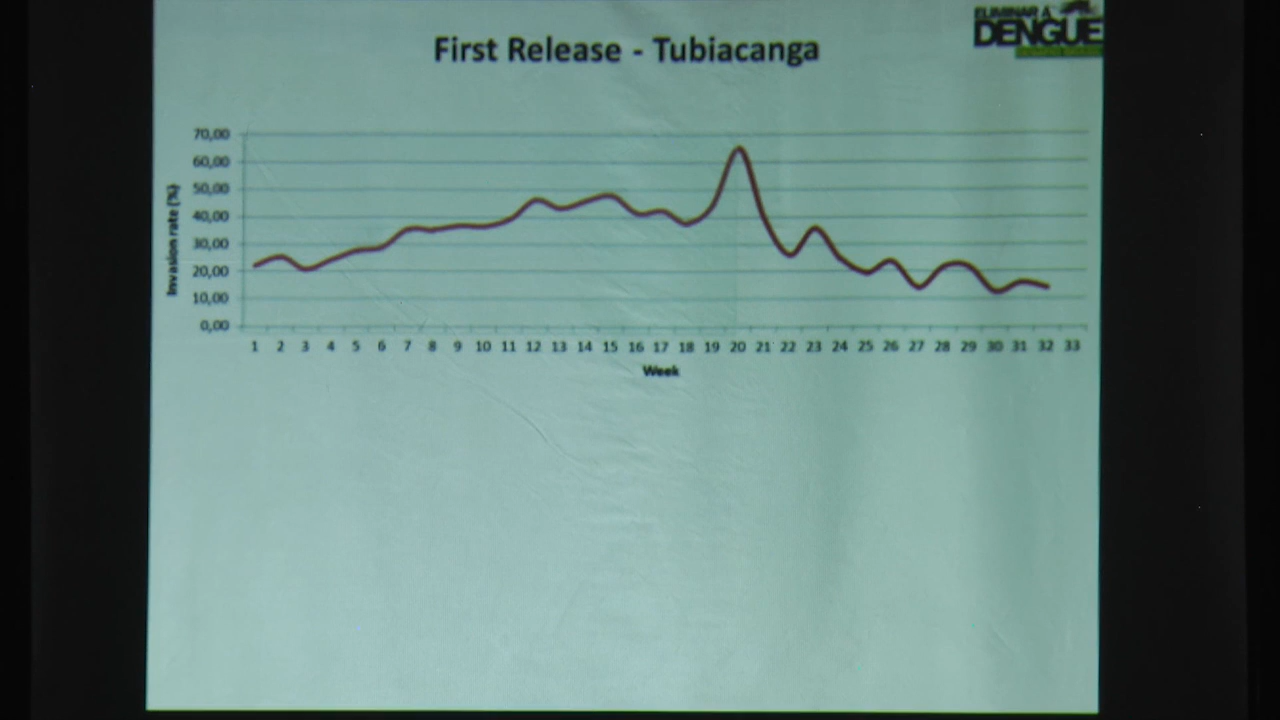 ELIMINAR A
DENGUE
First Release - Tubiacanga
70,00
60,00
50,00
40,00
30,00
20,00
10,00
0,00
Invasion rate (%)
1 2 3 4 5 6 7 8 9 10 11 12 13 14 15 16 17 18 19 20 21 22 23 24 25 26 27 28 29 30 31 32 33
Week